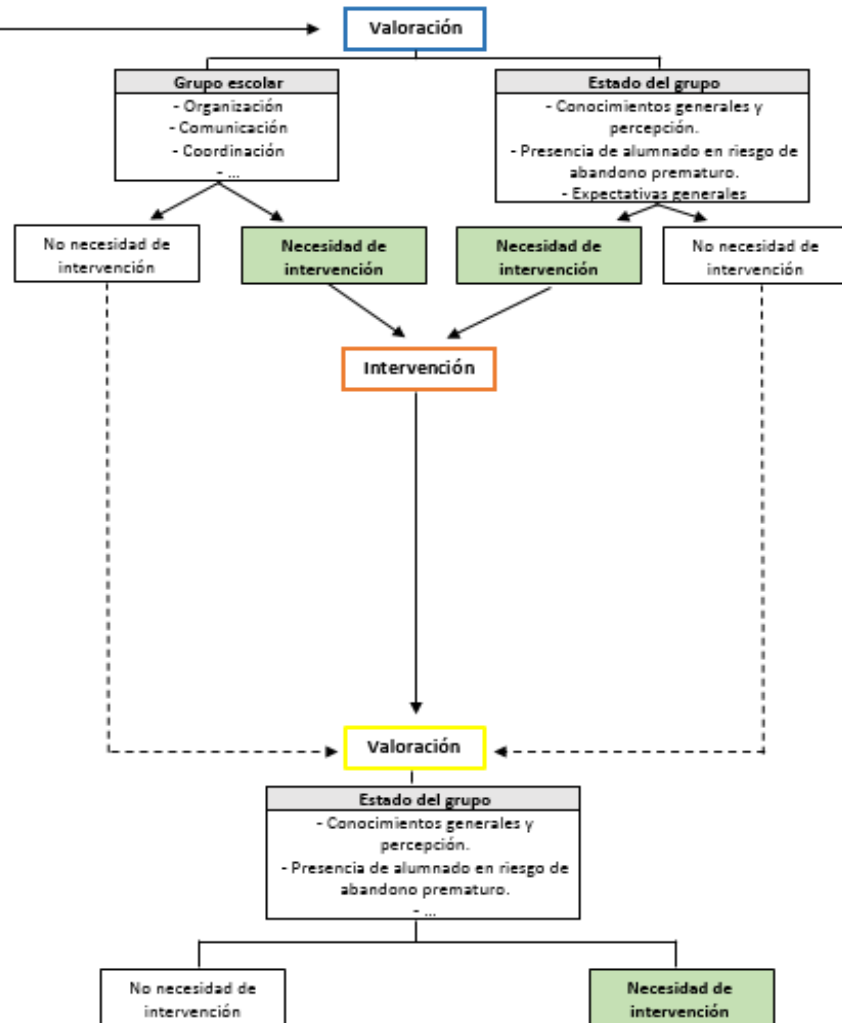 Valoración
Grupo escolar
- Organización
- Comunicación
- Coordinación
- ...
Estado del grupo
- Conocimientos generales y
percepción.
- Presencia de alumnado en riesgo de
abandono prematuro.
- Expectativas generales
No necesidad de
intervención
Necesidad de
intervención
Necesidad de
intervención
No necesidad de
intervención
Intervención
Valoración
Estado del grupo
- Conocimientos generales y
percepción.
- Presencia de alumnado en riesgo de
abandono prematuro.
- ...
No necesidad de
intervención
Necesidad de
intervención